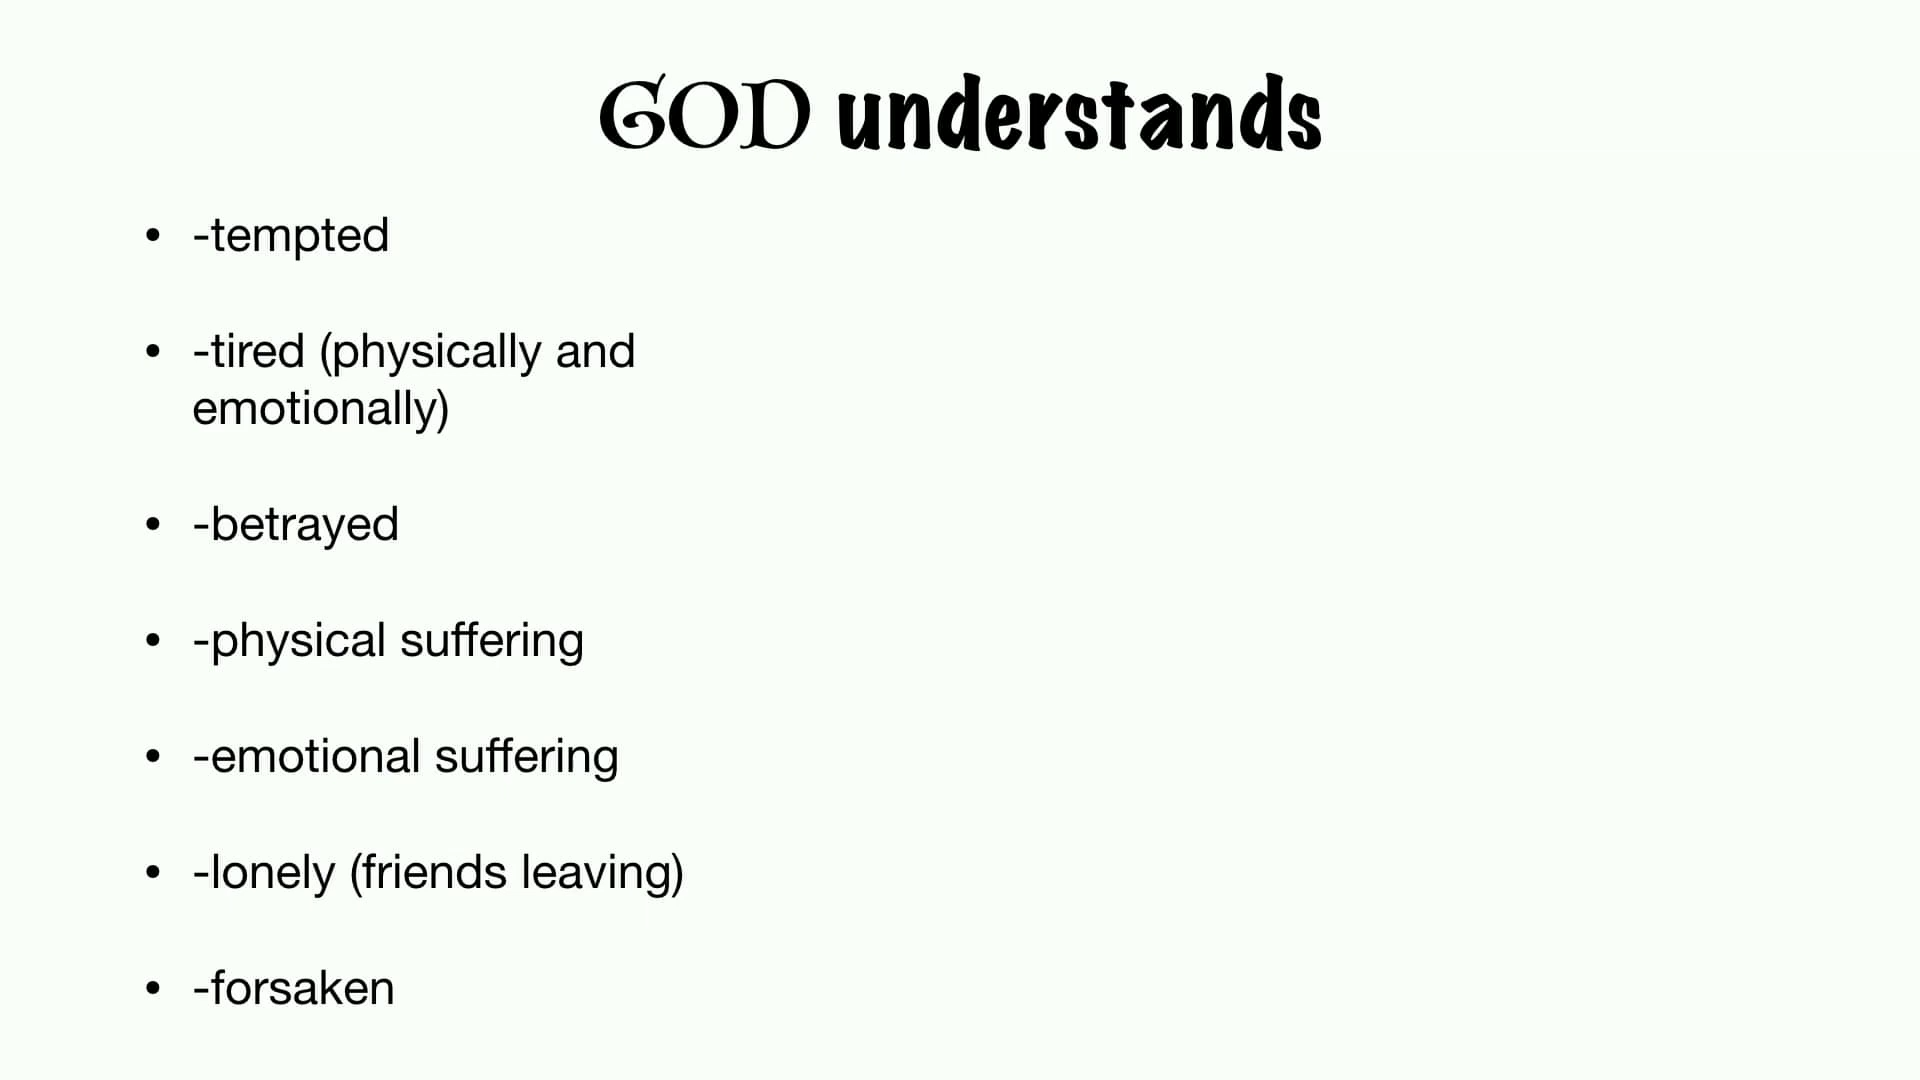 GOD understands
• -tempted
• -tired (physically and
emotionally)
• -betrayed
• -physical suffering
• -emotional suffering
• -lonely (friends leaving)
• -forsaken